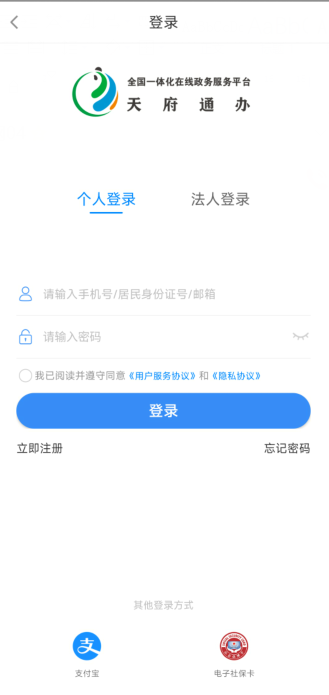 登录
全国一体化在线政务服务平台
天府通办
个人登录 法人登录
请输入手机号/居民身份证号/邮箱
请输入密码
我已阅读并遵守同意《用户服务协议》和《隐私协议》
登录
立即注册 忘记密码
其他登录方式
支付宝 电子社保卡